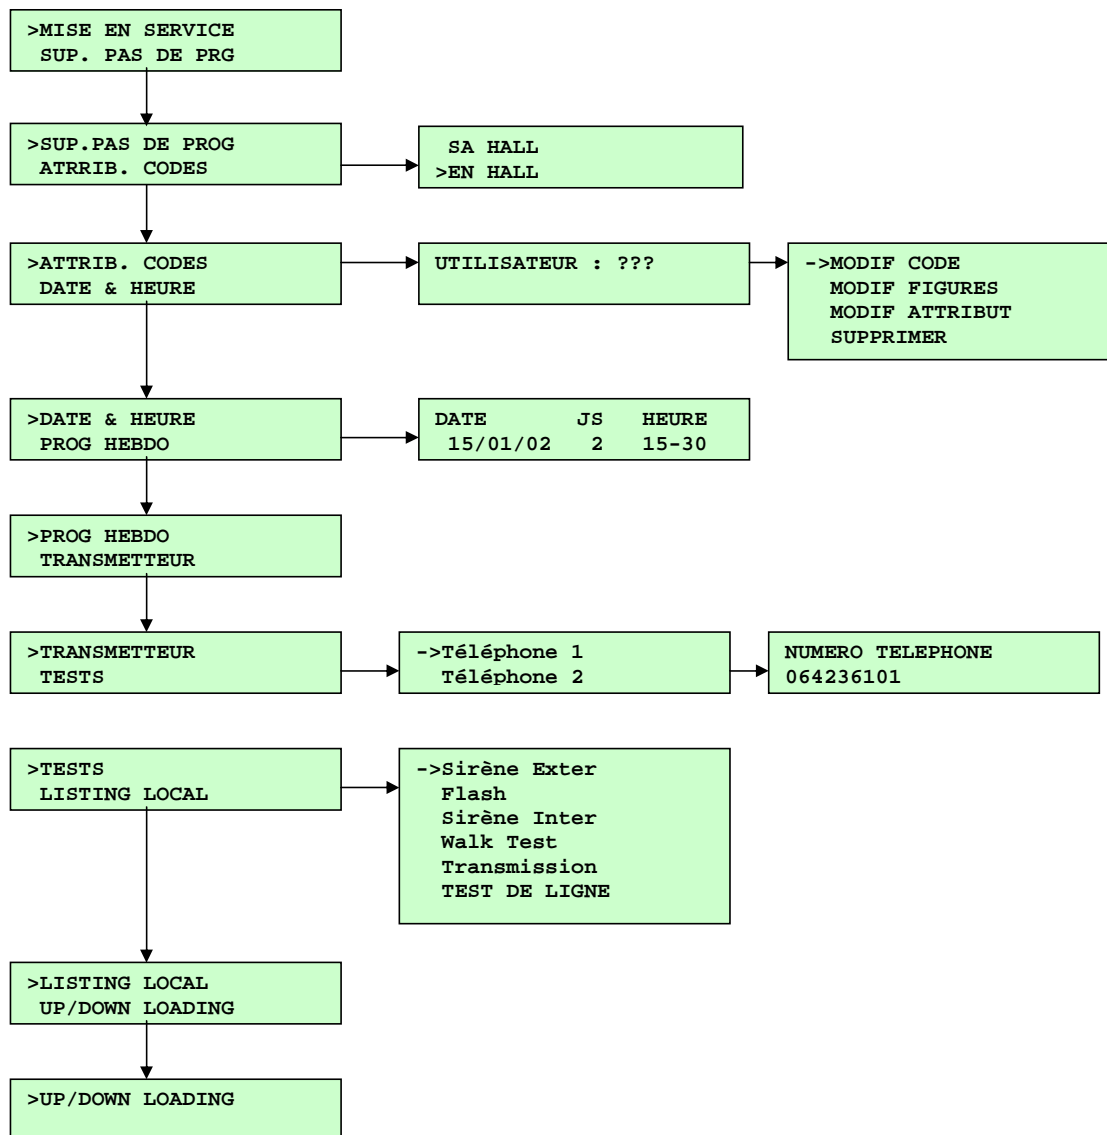 >MISE EN SERVICE
SUP. PAS DE PRG
>SUP.PAS DE PROG
ATRRIB. CODES
SA HALL
>EN HALL
>ATTRIB. CODES
DATE & HEURE
UTILISATEUR : ???
->MODIF CODE
MODIF FIGURES
MODIF ATTRIBUT
SUPPRIMER
>DATE & HEURE
PROG HEBDO
DATE JS HEURE
15/01/02 2 15-30
>PROG HEBDO
TRANSMETTEUR
>TRANSMETTEUR
TESTS
->Téléphone 1
Téléphone 2
NUMERO TELEPHONE
064236101
>TESTS
LISTING LOCAL
->Sirène Exter
Flash
Sirène Inter
Walk Test
Transmission
TEST DE LIGNE
>LISTING LOCAL
UP/DOWN LOADING
>UP/DOWN LOADING